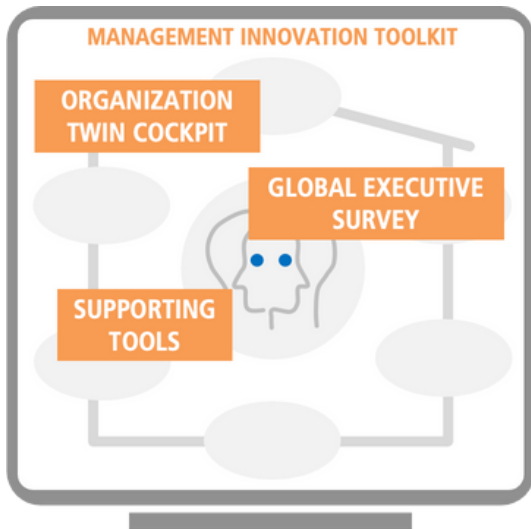 MANAGEMENT INNOVATION TOOLKIT
ORGANIZATION
TWIN COCKPIT
GLOBAL EXECUTIVE
SURVEY
SUPPORTING
TOOLS